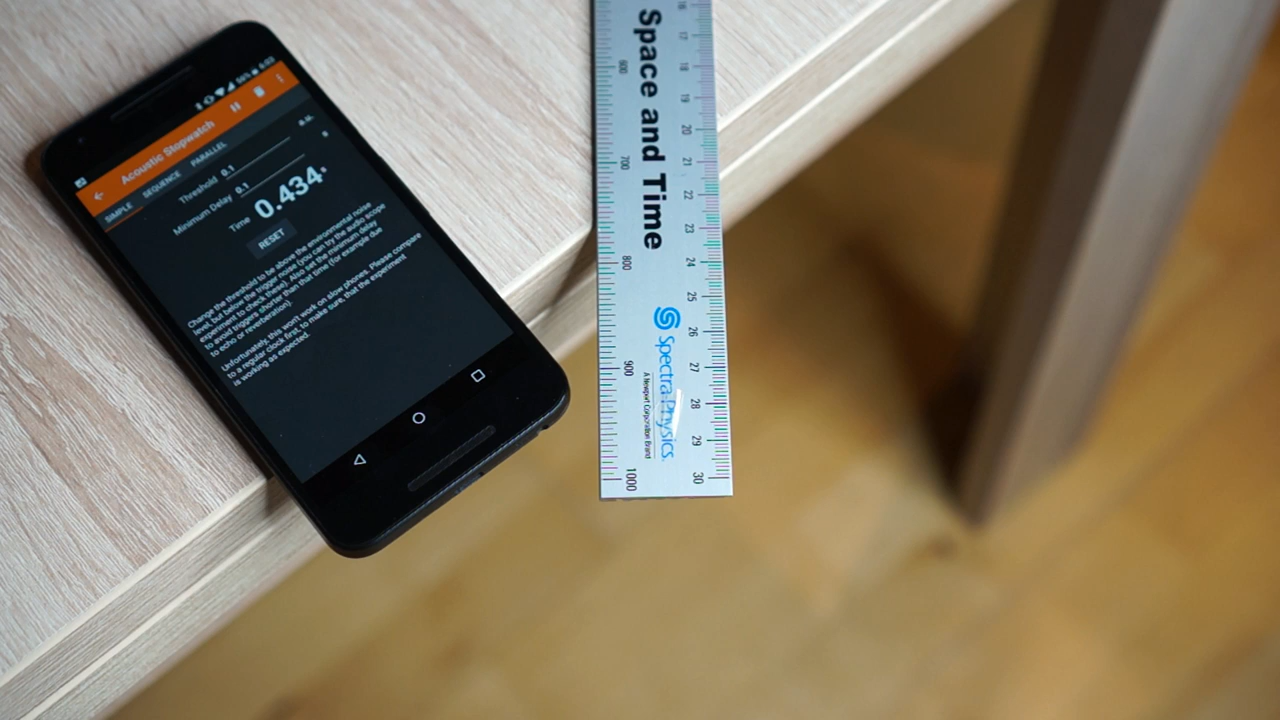 56% 6:03
Acoustic Stopwatch
SIMPLE SEQUENCE PARALLEL
Threshold 0.1 a.u.
Minimum Delay 0.1 s
Time 0.434 s
RESET
Change the threshold to be above the environmental noise
level, but below the trigger noise (you can try the audio scope
experiment to check these). Also set the minimum delay
to avoid triggers shorter than that time (for example due
to echo or reverberation).
Unfortunately, this won't work on slow phones. Please compare
to a regular clock first, to make sure, that the experiment
is working as expected.
Space and Time
Spectra-Physics
A Newport Corporation Brand
16 17 18 19 20 21 22 23 24 25 26 27 28 29 30
600 700 800 900 1000